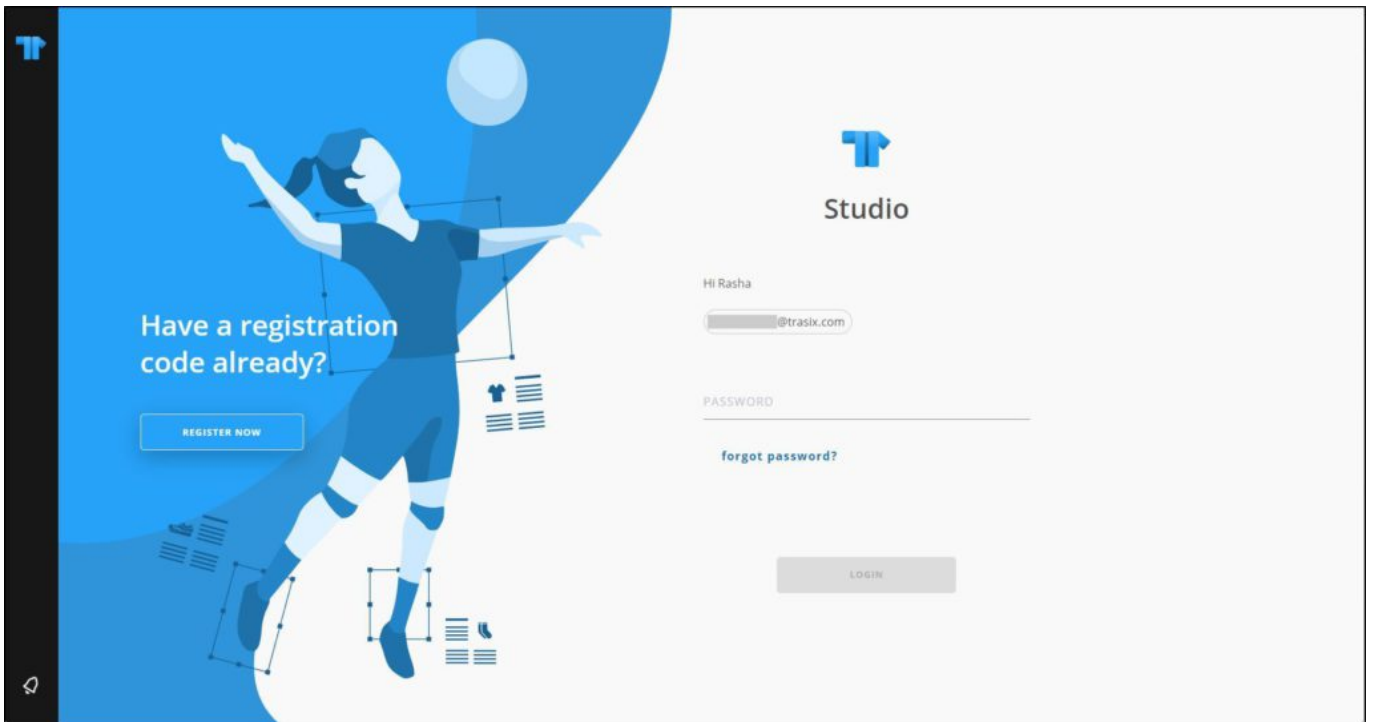 Have a registration
code already?
REGISTER NOW
Studio
Hi Rasha
@trasix.com
PASSWORD
forgot password?
LOGIN